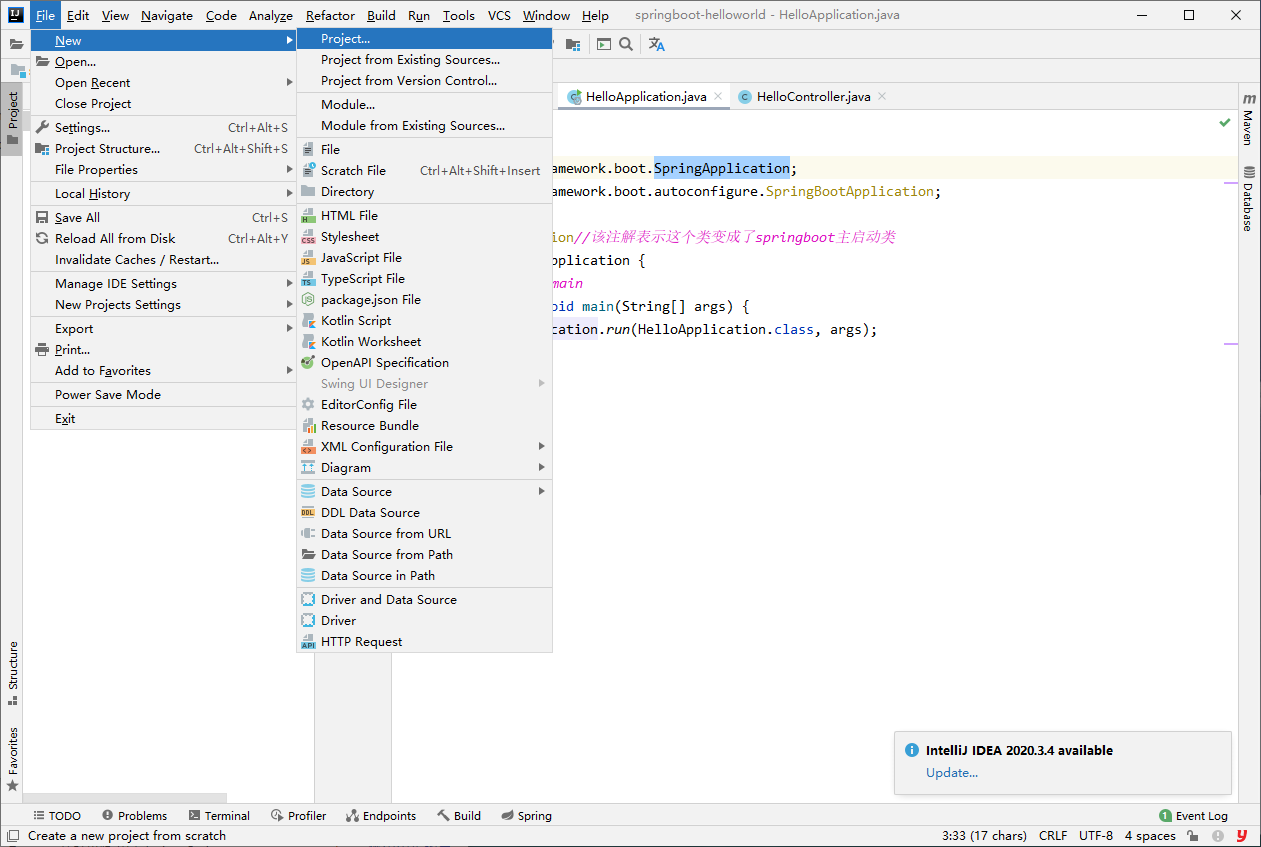 File Edit View Navigate Code Analyze Refactor Build Run Tools VCS Window Help springboot-helloworld - HelloApplication.java
New
Open...
Open Recent
Close Project
Settings... Ctrl+Alt+S
Project Structure... Ctrl+Alt+Shift+S
File Properties
Local History
Save All Ctrl+S
Reload All from Disk Ctrl+Alt+Y
Invalidate Caches / Restart...
Manage IDE Settings
New Projects Settings
Export
Print...
Add to Favorites
Power Save Mode
Exit
Project...
Project from Existing Sources...
Project from Version Control...
Module...
Module from Existing Sources...
File
Scratch File Ctrl+Alt+Shift+Insert
Directory
HTML File
Stylesheet
JavaScript File
TypeScript File
package.json File
Kotlin Script
Kotlin Worksheet
OpenAPI Specification
Swing UI Designer
EditorConfig File
Resource Bundle
XML Configuration File
Diagram
Data Source
DDL Data Source
Data Source from URL
Data Source from Path
Data Source in Path
Driver and Data Source
Driver
HTTP Request
HelloApplication.java HelloController.java
amework.boot.SpringApplication;
amework.boot.autoconfigure.SpringBootApplication;
ion//该注解表示这个类变成了springboot主启动类
pplication {
main
oid main(String[] args) {
cation.run(HelloApplication.class, args);
Project
Structure
Favorites
Maven
Database
IntelliJ IDEA 2020.3.4 available
Update...
TODO Problems Terminal Profiler Endpoints Build Spring 1 Event Log
Create a new project from scratch 3:33 (17 chars) CRLF UTF-8 4 spaces